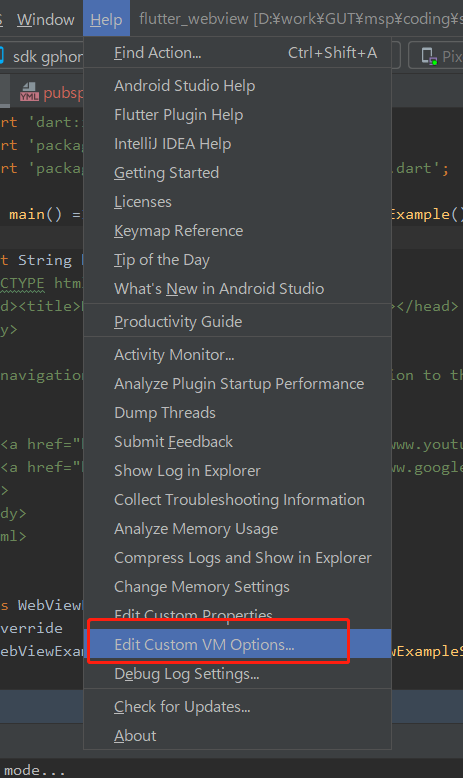 Window Help flutter_webview [D:¥work¥GUT¥msp¥coding¥s
sdk gphon Pix
YML pubsp
rt 'dart:
rt 'packag
rt 'packag .dart';
main() = Example()
t String
CTYPE htm
d><title> ></head>
y>
navigation ion to th
<a href=" ww.youtu
<a href=" ww.google
>
dy>
ml>
s WebView
verride
ebViewExam wExampleS
mode...
Find Action... Ctrl+Shift+A
Android Studio Help
Flutter Plugin Help
IntelliJ IDEA Help
Getting Started
Licenses
Keymap Reference
Tip of the Day
What's New in Android Studio
Productivity Guide
Activity Monitor...
Analyze Plugin Startup Performance
Dump Threads
Submit Feedback
Show Log in Explorer
Collect Troubleshooting Information
Analyze Memory Usage
Compress Logs and Show in Explorer
Change Memory Settings
Edit Custom Properties...
Edit Custom VM Options...
Debug Log Settings...
Check for Updates...
About